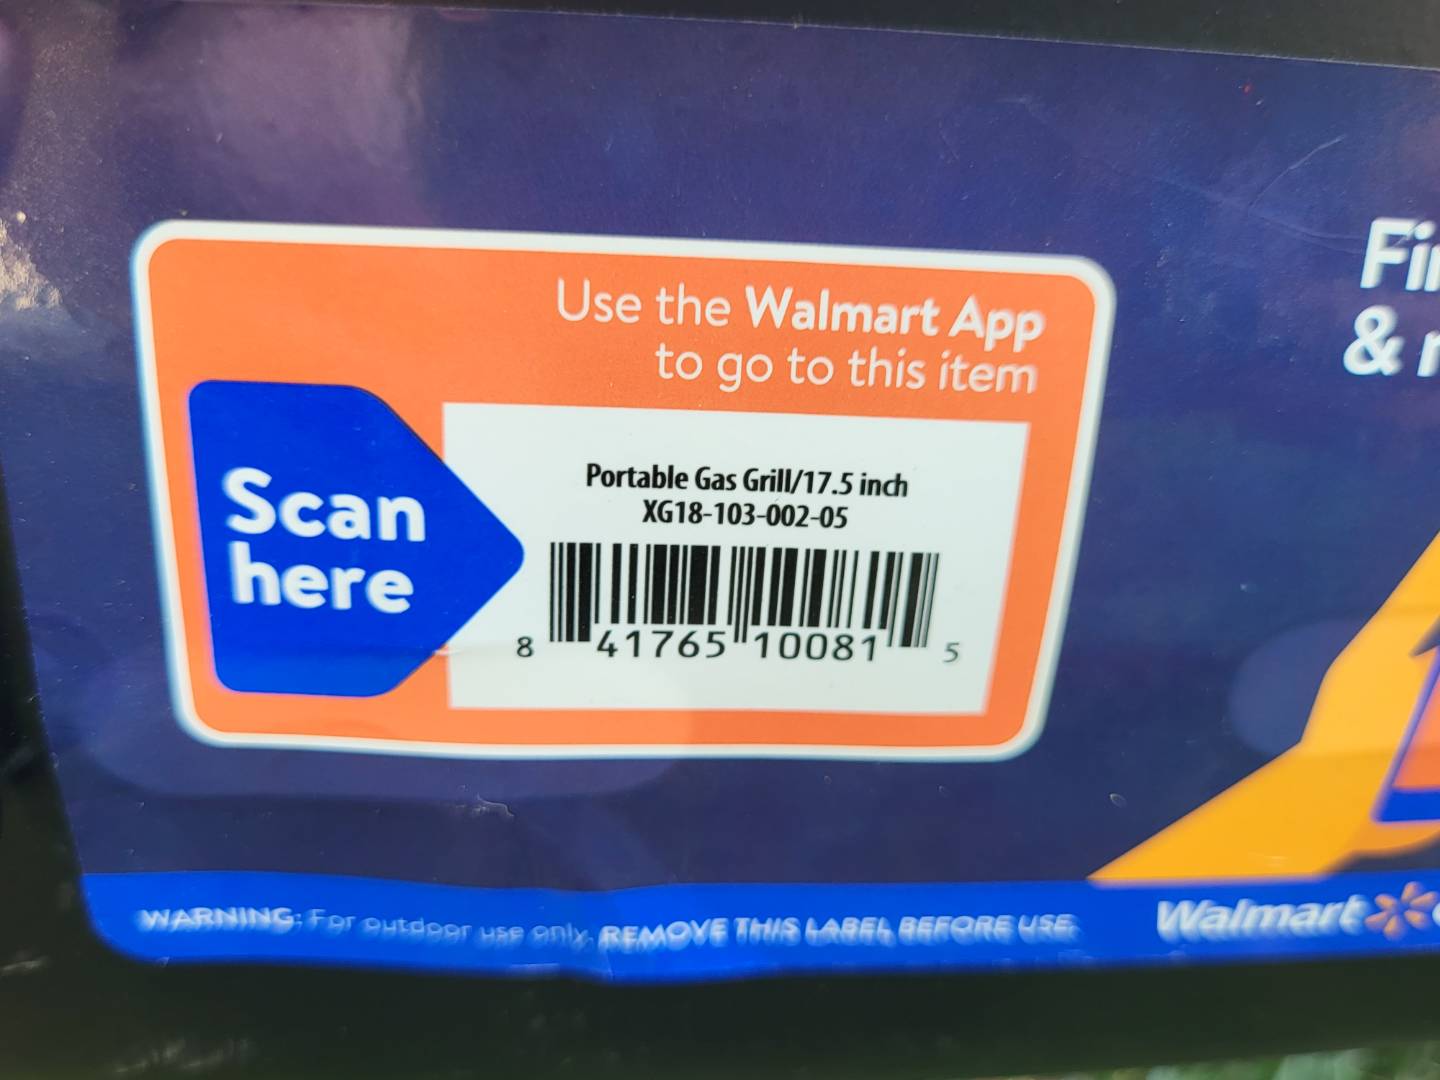 Use the Walmart App
to go to this item
Scan
here
Portable Gas Grill/17.5 inch
XG18-103-002-05
8 41765 10081 5
Fi
& r
WARNING: For outdoor use only. REMOVE THIS LABEL BEFORE USE.
Walmart